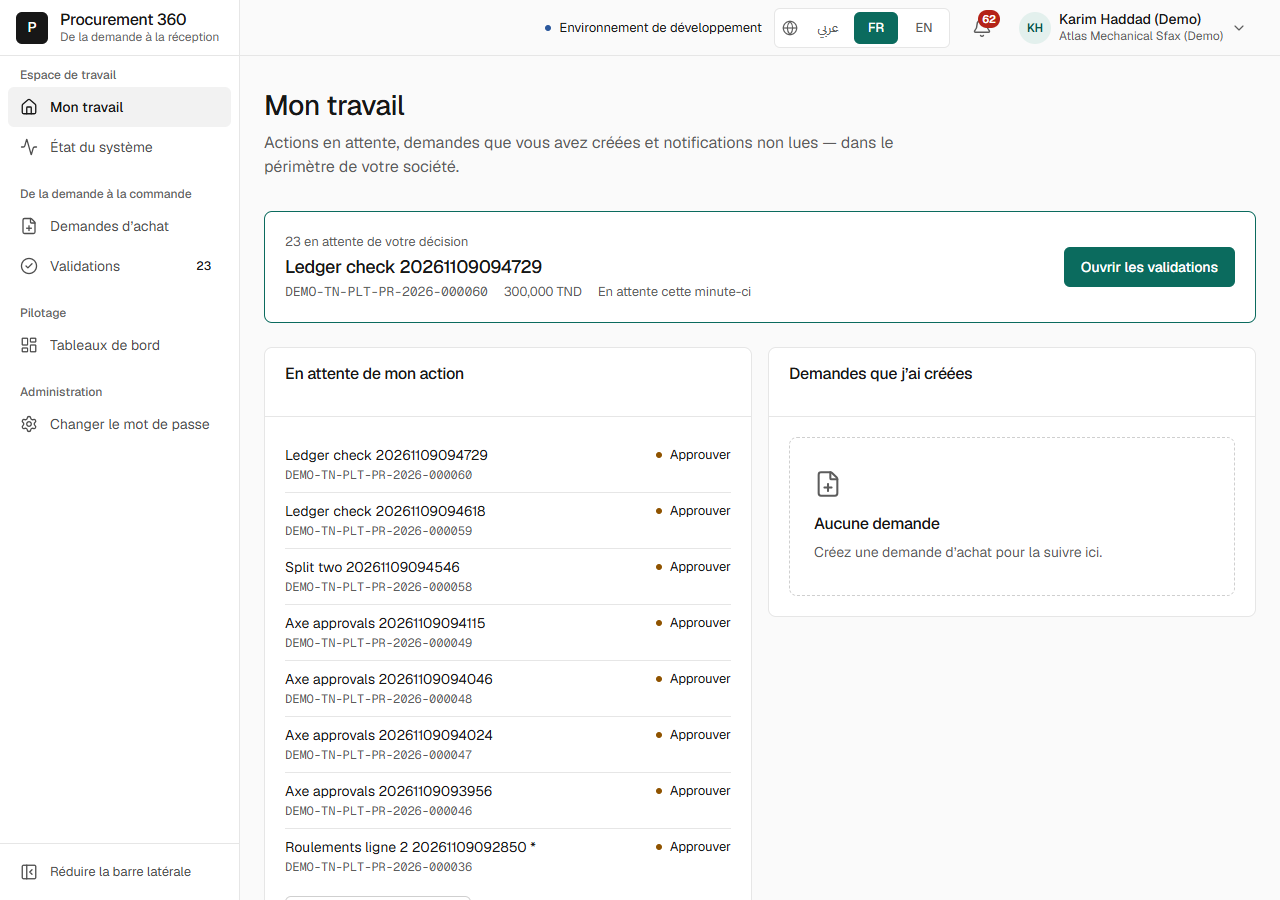 P
Procurement 360
De la demande à la réception
Environnement de développement
عربي
FR
EN
62
KH
Karim Haddad (Demo)
Atlas Mechanical Sfax (Demo)
Espace de travail
Mon travail
État du système
De la demande à la commande
Demandes d'achat
Validations
23
Pilotage
Tableaux de bord
Administration
Changer le mot de passe
Réduire la barre latérale
Mon travail
Actions en attente, demandes que vous avez créées et notifications non lues — dans le
périmètre de votre société.
23 en attente de votre décision
Ledger check 20261109094729
DEMO-TN-PLT-PR-2026-000060 300,000 TND En attente cette minute-ci
Ouvrir les validations
En attente de mon action
Ledger check 20261109094729
Approuver
DEMO-TN-PLT-PR-2026-000060
Ledger check 20261109094618
Approuver
DEMO-TN-PLT-PR-2026-000059
Split two 20261109094546
Approuver
DEMO-TN-PLT-PR-2026-000058
Axe approvals 20261109094115
Approuver
DEMO-TN-PLT-PR-2026-000049
Axe approvals 20261109094046
Approuver
DEMO-TN-PLT-PR-2026-000048
Axe approvals 20261109094024
Approuver
DEMO-TN-PLT-PR-2026-000047
Axe approvals 20261109093956
Approuver
DEMO-TN-PLT-PR-2026-000046
Roulements ligne 2 20261109092850 *
Approuver
DEMO-TN-PLT-PR-2026-000036
Demandes que j'ai créées
Aucune demande
Créez une demande d'achat pour la suivre ici.